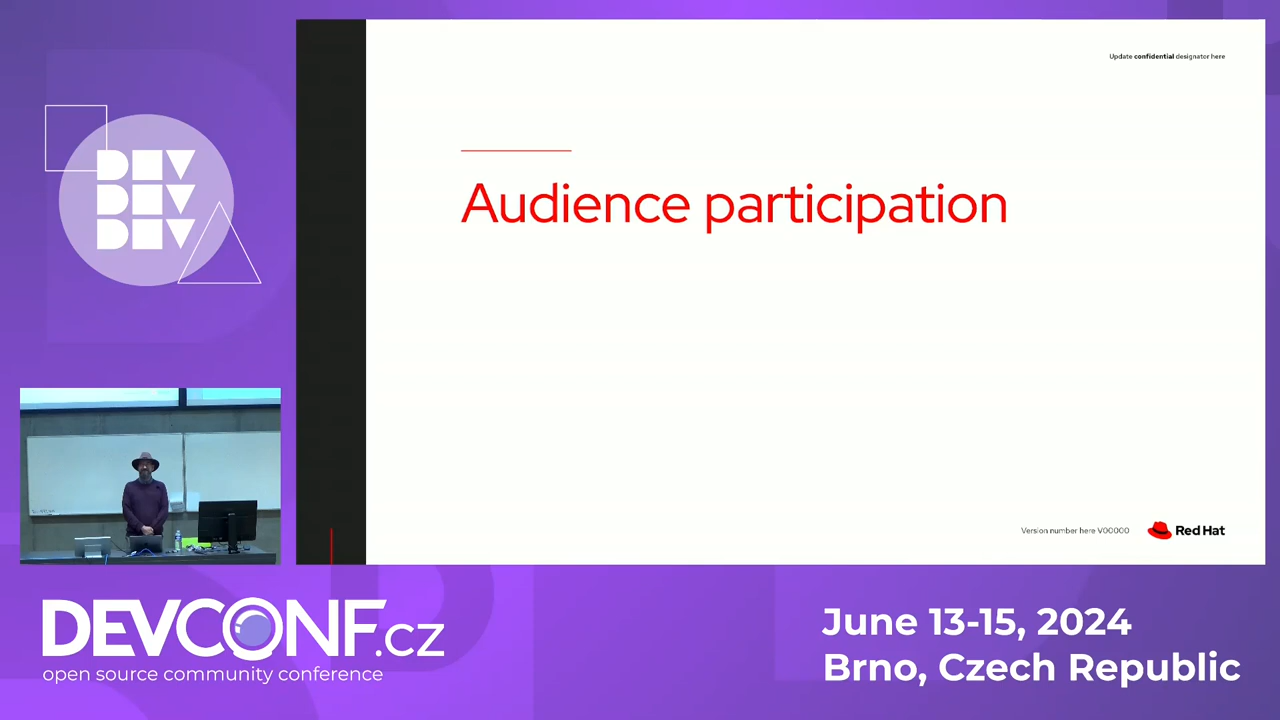 Update confidential designator here
DEV
DEV
DEV
Audience participation
Version number here V00000
Red Hat
DEVCONF.cz
open source community conference
June 13-15, 2024
Brno, Czech Republic